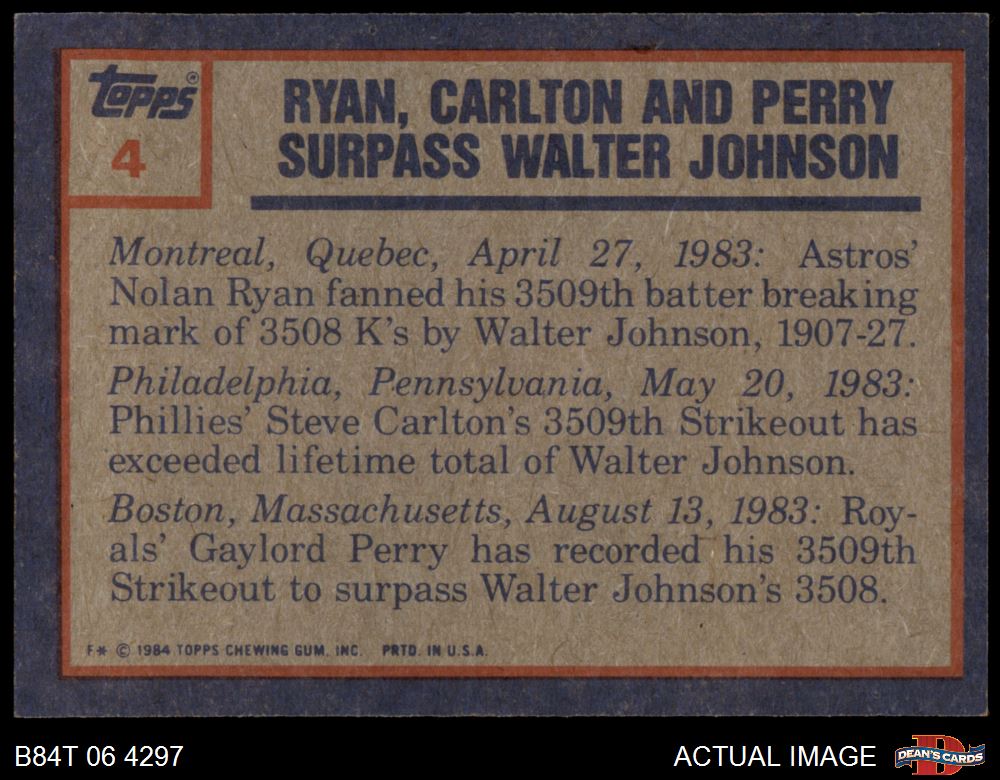 topps®
4
RYAN, CARLTON AND PERRY
SURPASS WALTER JOHNSON
Montreal, Quebec, April 27, 1983: Astros'
Nolan Ryan fanned his 3509th batter breaking
mark of 3508 K's by Walter Johnson, 1907-27.
Philadelphia, Pennsylvania, May 20, 1983:
Phillies' Steve Carlton's 3509th Strikeout has
exceeded lifetime total of Walter Johnson.
Boston, Massachusetts, August 13, 1983: Roy-
als' Gaylord Perry has recorded his 3509th
Strikeout to surpass Walter Johnson's 3508.
F* © 1984 TOPPS CHEWING GUM, INC. PRTD. IN U.S.A.
B84T 06 4297
ACTUAL IMAGE
D
DEAN'S CARDS